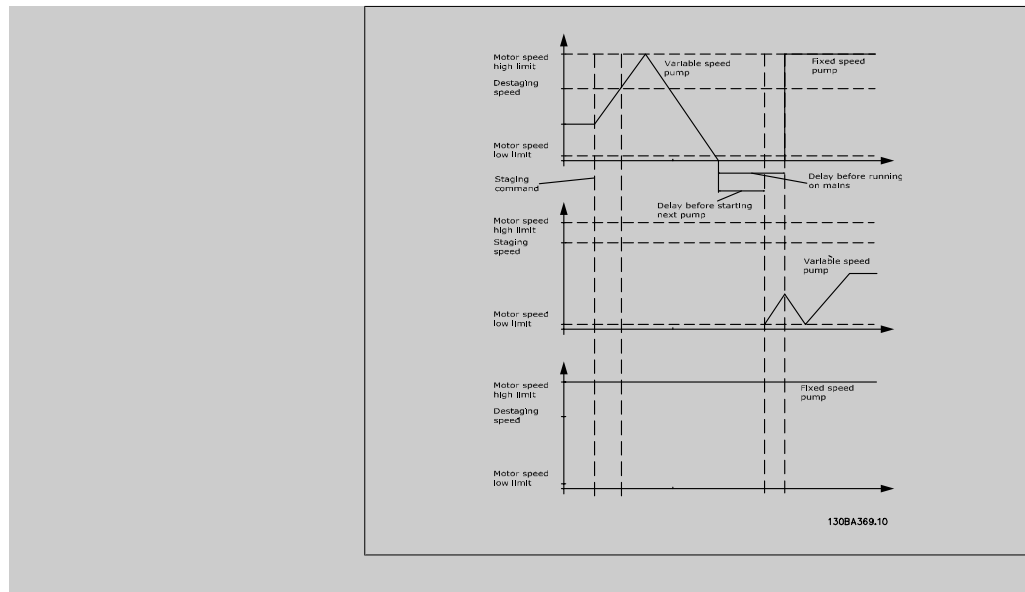 Motor speed
high limit
Variable speed
pump
Fixed speed
pump
Destaging
speed
Motor speed
low limit
Staging
command
Delay before running
on mains
Delay before starting
next pump
Motor speed
high limit
Staging
speed
Variable speed
pump
Motor speed
low limit
Motor speed
high limit
Fixed speed
pump
Destaging
speed
Motor speed
low limit
130BA369.10